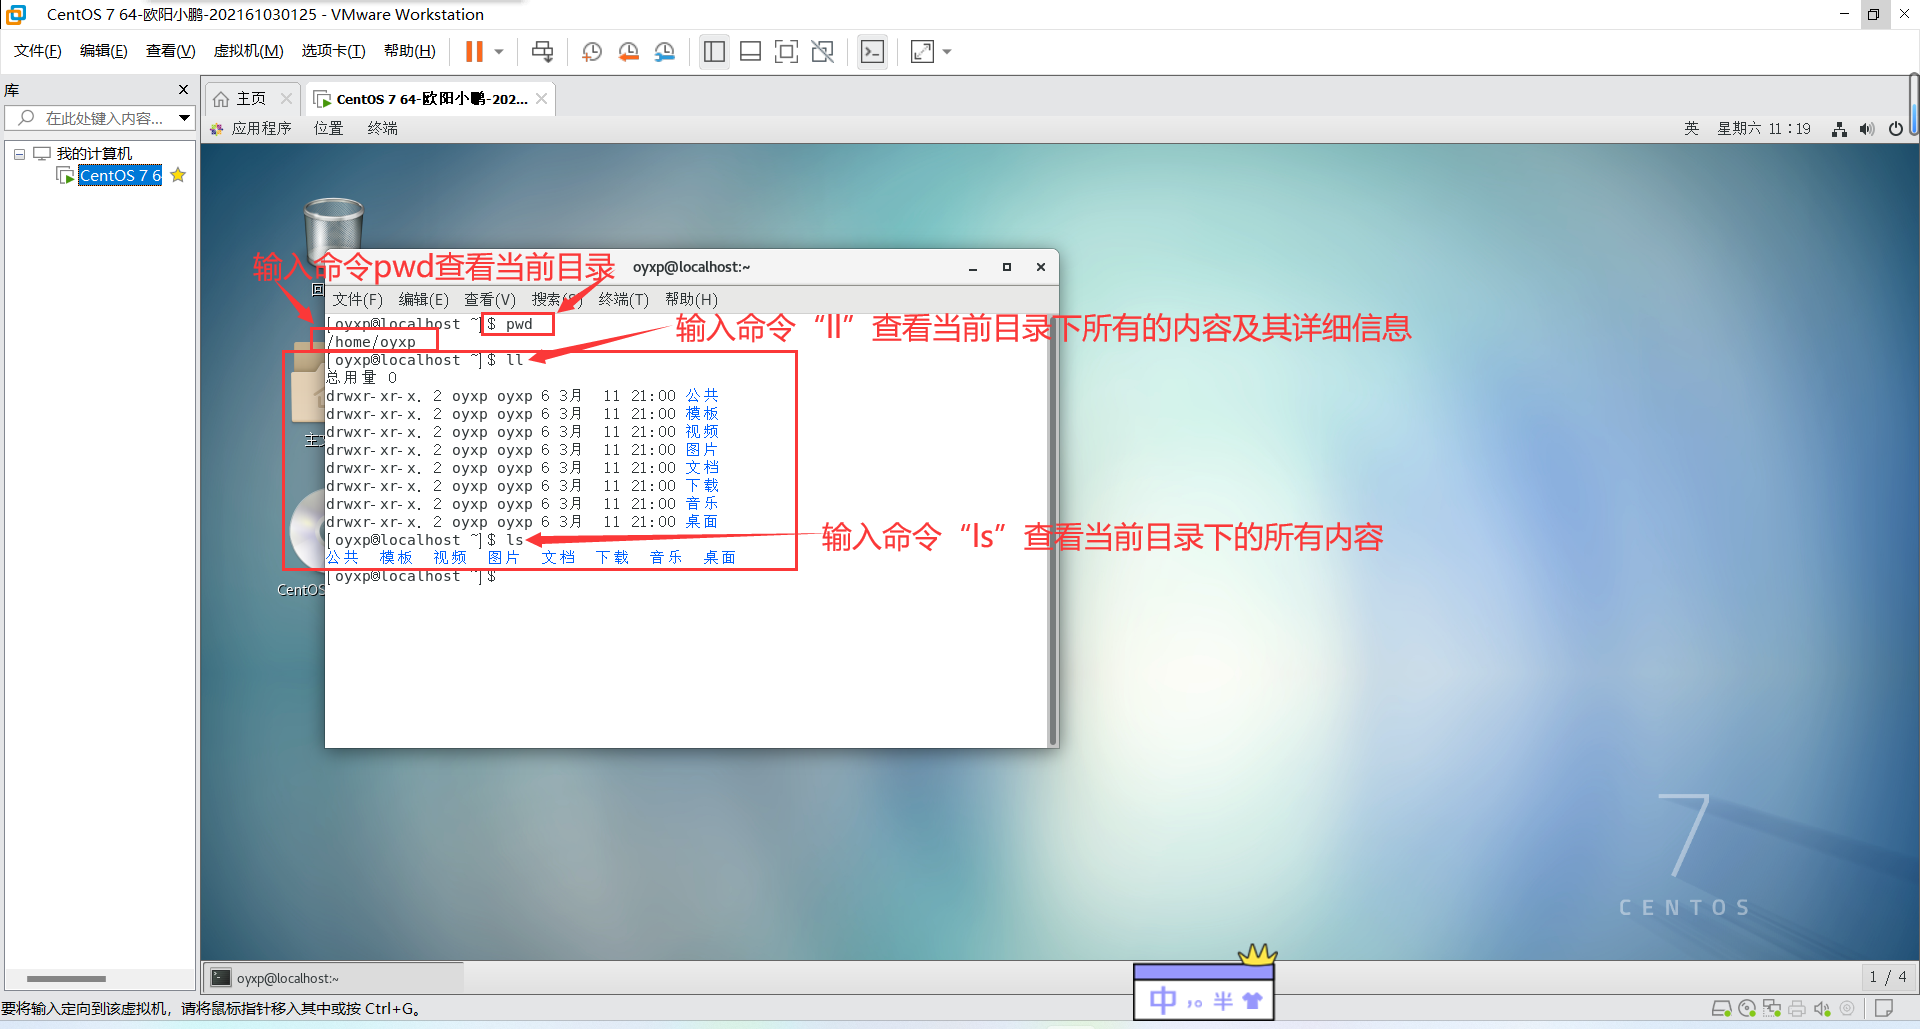 CentOS 7 64-欧阳小鹏-202161030125 - VMware Workstation
文件(F) 编辑(E) 查看(V) 虚拟机(M) 选项卡(T) 帮助(H)
库
在此处键入内容...
我的计算机
CentOS 7 6
主页
CentOS 7 64-欧阳小鹏-202...
应用程序 位置 终端
英 星期六 11：19
输入命令pwd查看当前目录
oyxp@localhost:~
回
文件(F) 编辑(E) 查看(V) 搜索(S) 终端(T) 帮助(H)
[oyxp@localhost ~]$ pwd
输入命令“ll”查看当前目录下所有的内容及其详细信息
/home/oyxp
[oyxp@localhost ~]$ ll
总用量 0
drwxr-xr-x. 2 oyxp oyxp 6 3月 11 21:00 公共
drwxr-xr-x. 2 oyxp oyxp 6 3月 11 21:00 模板
drwxr-xr-x. 2 oyxp oyxp 6 3月 11 21:00 视频
主
drwxr-xr-x. 2 oyxp oyxp 6 3月 11 21:00 图片
drwxr-xr-x. 2 oyxp oyxp 6 3月 11 21:00 文档
drwxr-xr-x. 2 oyxp oyxp 6 3月 11 21:00 下载
drwxr-xr-x. 2 oyxp oyxp 6 3月 11 21:00 音乐
drwxr-xr-x. 2 oyxp oyxp 6 3月 11 21:00 桌面
[oyxp@localhost ~]$ ls
输入命令“ls”查看当前目录下的所有内容
公共 模板 视频 图片 文档 下载 音乐 桌面
[oyxp@localhost ~]$
CentOS
7
CENTOS
oyxp@localhost:~
1 / 4
中 ,。半
要将输入定向到该虚拟机，请将鼠标指针移入其中或按 Ctrl+G。